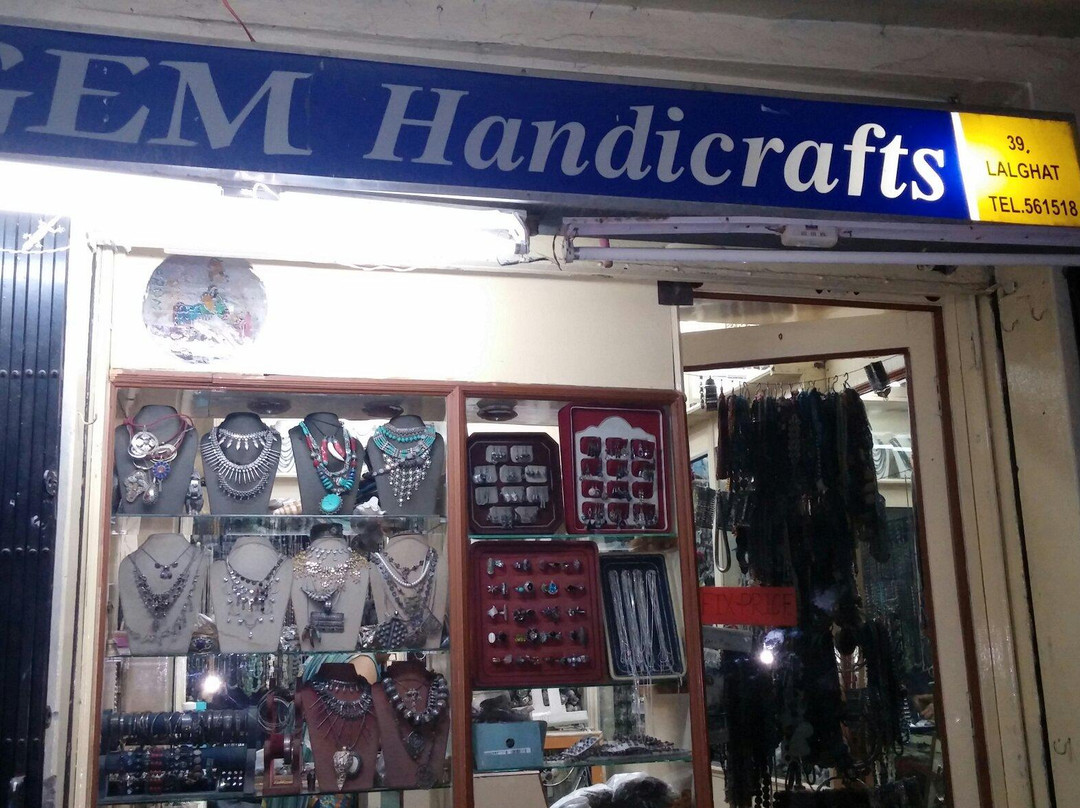 GEM Handicrafts
39,
LALGHAT
TEL.561518